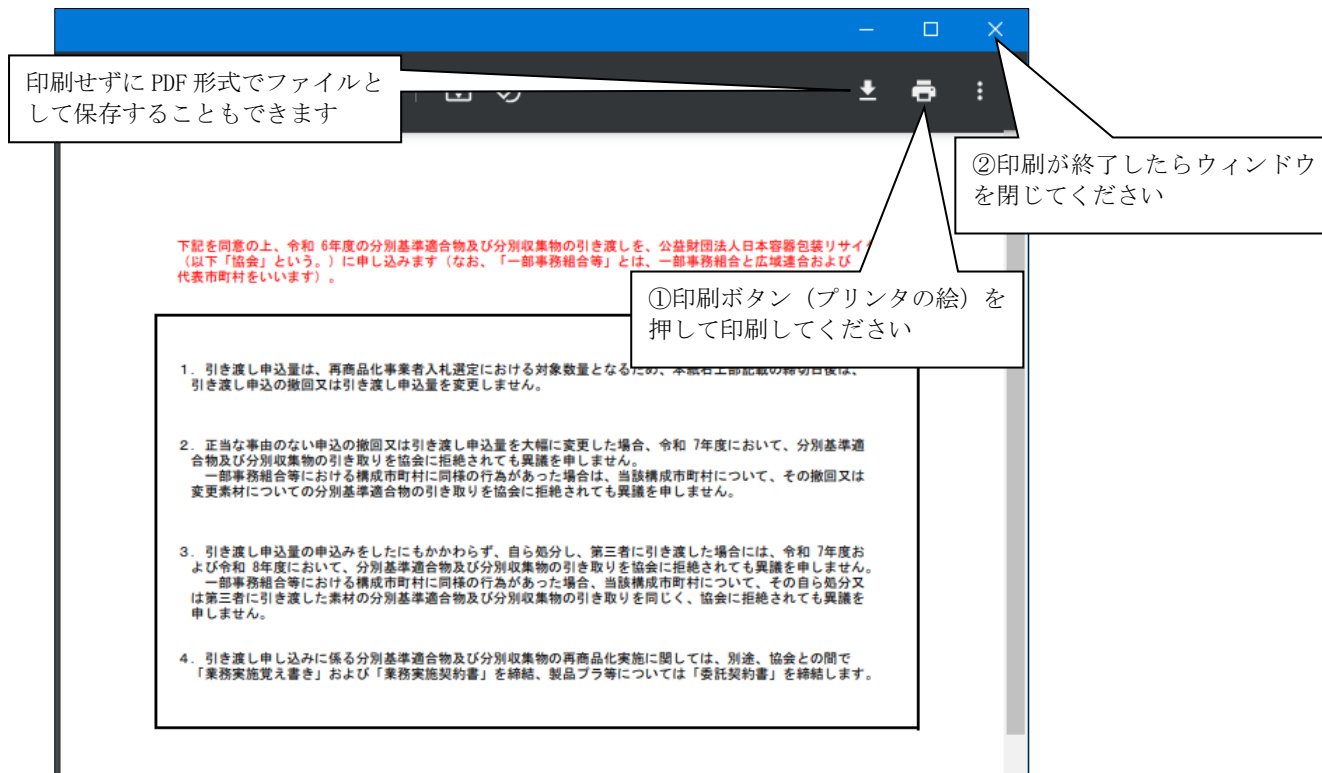 印刷せずに PDF 形式でファイルと
して保存することもできます
②印刷が終了したらウィンドウ
を閉じてください
下記を同意の上、令和 6年度の分別基準適合物及び分別収集物の引き渡しを、公益財団法人日本容器包装リサイク
（以下「協会」という。）に申し込みます（なお、「一部事務組合等」とは、一部事務組合と広域連合および
代表市町村をいいます）。
①印刷ボタン（プリンタの絵）を
押して印刷してください
1．引き渡し申込量は、再商品化事業者入札選定における対象数量となるため、本紙右上部記載の締切日後は、
引き渡し申込の撤回又は引き渡し申込量を変更しません。
2．正当な事由のない申込の撤回又は引き渡し申込量を大幅に変更した場合、令和 7年度において、分別基準適
合物及び分別収集物の引き取りを協会に拒絶されても異議を申しません。
一部事務組合等における構成市町村に同様の行為があった場合は、当該構成市町村について、その撤回又は
変更素材についての分別基準適合物の引き取りを協会に拒絶されても異議を申しません。
3．引き渡し申込量の申込みをしたにもかかわらず、自ら処分し、第三者に引き渡した場合には、令和 7年度お
よび令和 8年度において、分別基準適合物及び分別収集物の引き取りを協会に拒絶されても異議を申しません。
一部事務組合等における構成市町村に同様の行為があった場合、当該構成市町村について、その自ら処分又
は第三者に引き渡した素材の分別基準適合物及び分別収集物の引き取りを同じく、協会に拒絶されても異議を
申しません。
4．引き渡し申し込みに係る分別基準適合物及び分別収集物の再商品化実施に関しては、別途、協会との間で
「業務実施覚え書き」および「業務実施契約書」を締結、製品プラ等については「委託契約書」を締結します。